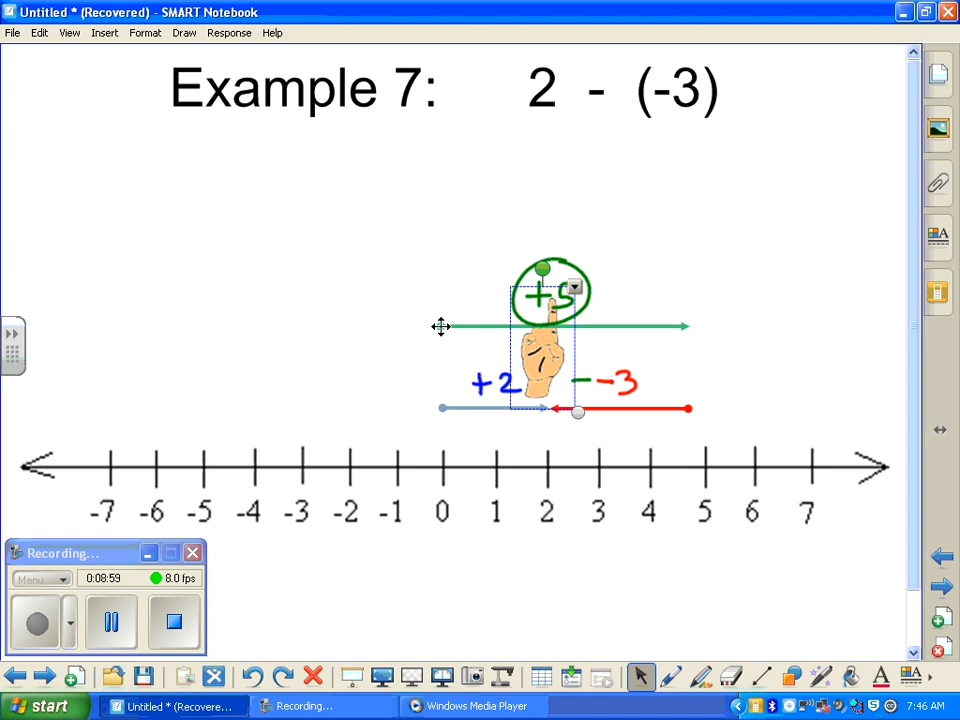 Untitled * (Recovered) - SMART Notebook
File Edit View Insert Format Draw Response Help
Example 7: 2 - (-3)
+5
+2 - -3
-7 -6 -5 -4 -3 -2 -1 0 1 2 3 4 5 6 7
Recording...
Menu 0:08:59 8.0 fps
start Untitled * (Recovere... Recording... Windows Media Player 7:46 AM